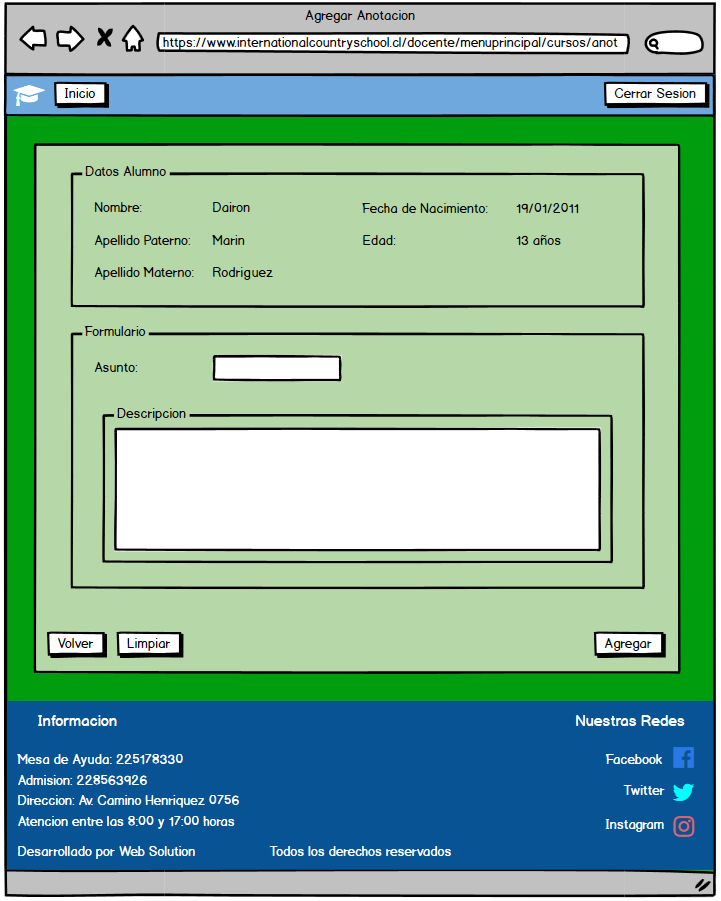 Agregar Anotacion
https://www.internationalcountryschool.cl/docente/menuprincipal/cursos/anot
Inicio
Cerrar Sesion
Datos Alumno
Nombre: Dairon Fecha de Nacimiento: 19/01/2011
Apellido Paterno: Marin Edad: 13 años
Apellido Materno: Rodriguez
Formulario
Asunto:
Descripcion
Volver Limpiar Agregar
Informacion Nuestras Redes
Mesa de Ayuda: 225178330 Facebook
Admision: 228563926
Direccion: Av. Camino Henriquez 0756 Twitter
Atencion entre las 8:00 y 17:00 horas Instagram
Desarrollado por Web Solution Todos los derechos reservados